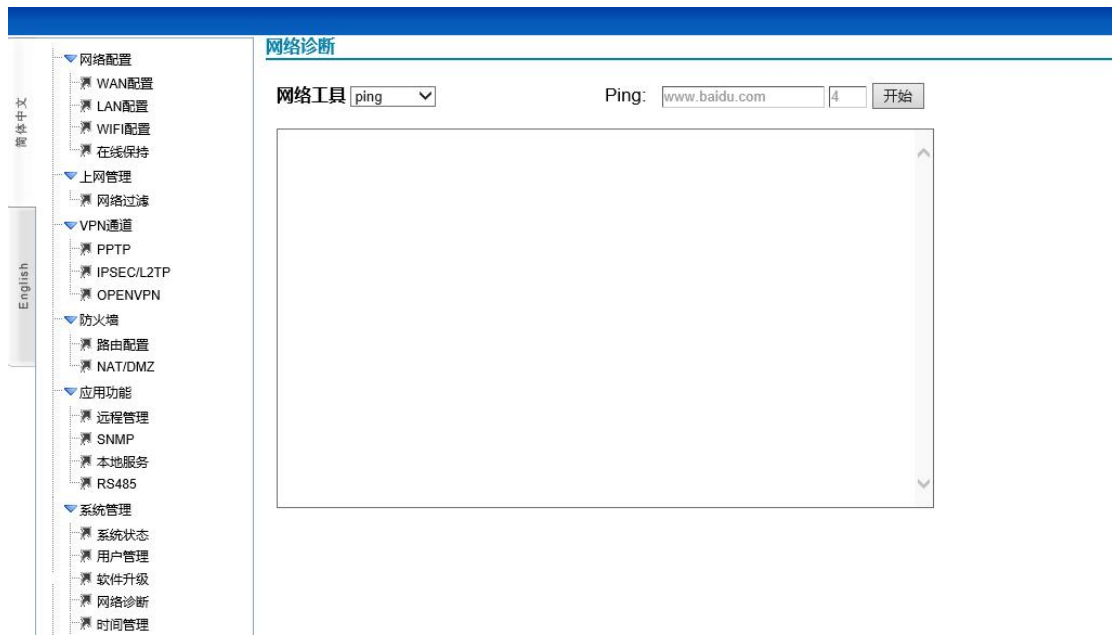 简体中文
English
网络配置
WAN配置
LAN配置
WIFI配置
在线保持
上网管理
网络过滤
VPN通道
PPTP
IPSEC/L2TP
OPENVPN
防火墙
路由配置
NAT/DMZ
应用功能
远程管理
SNMP
本地服务
RS485
系统管理
系统状态
用户管理
软件升级
网络诊断
时间管理
网络诊断
网络工具 ping Ping: www.baidu.com 4 开始